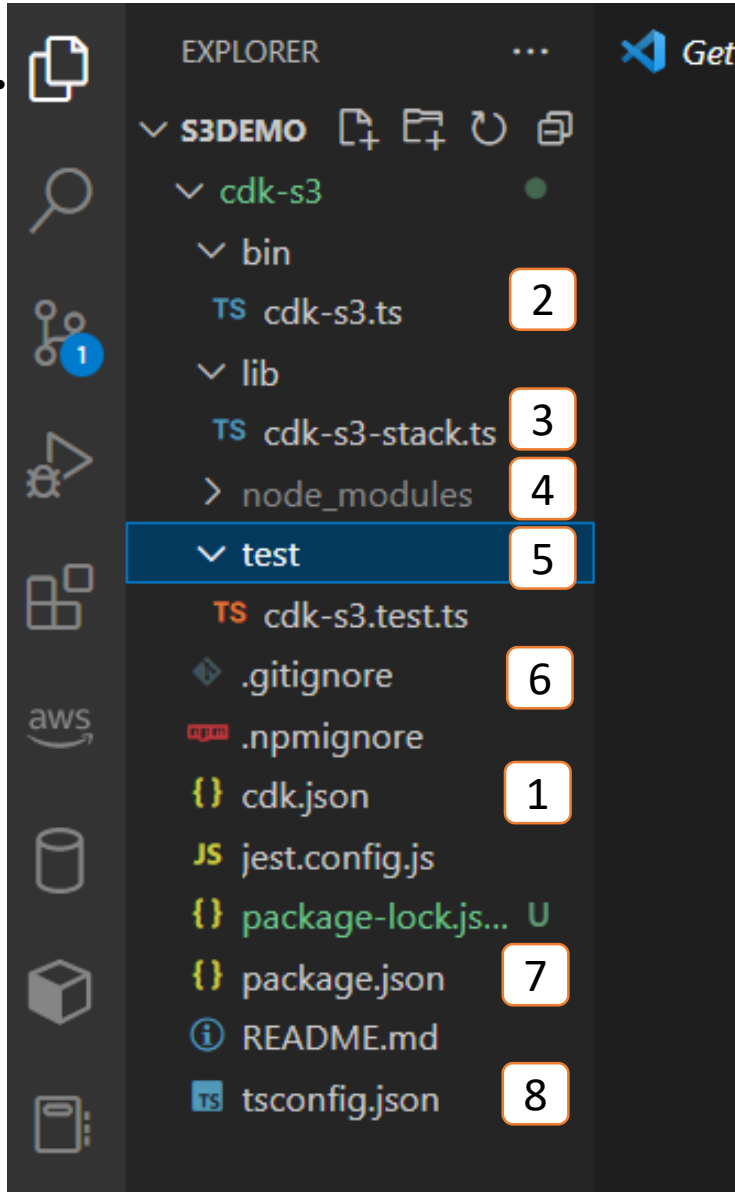 EXPLORER ... Get
S3DEMO
cdk-s3
bin
TS cdk-s3.ts 2
1
lib
TS cdk-s3-stack.ts 3
node_modules 4
test 5
TS cdk-s3.test.ts
.gitignore 6
aws
npm .npmignore
{} cdk.json 1
JS jest.config.js
{} package-lock.js... U
{} package.json 7
README.md
TS tsconfig.json 8